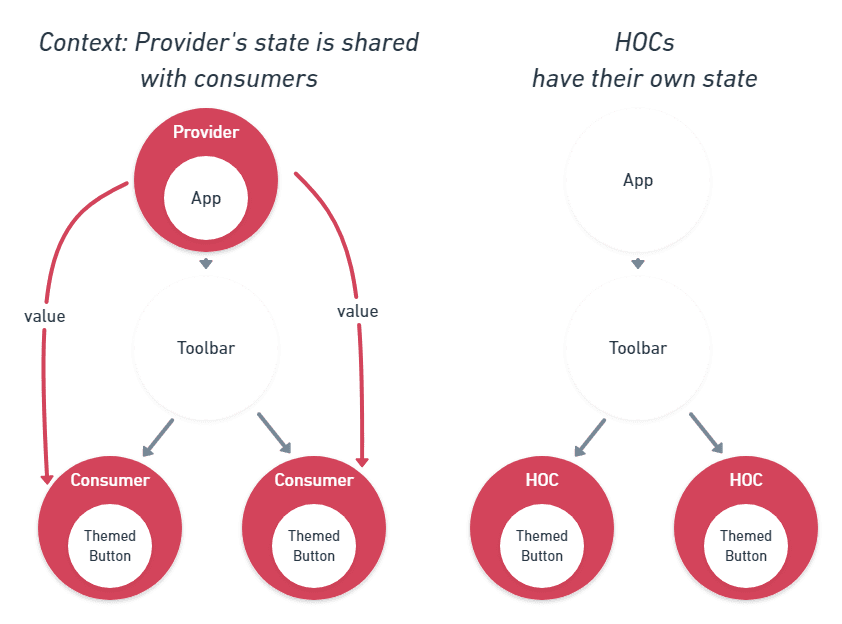 Context: Provider's state is shared
with consumers
Provider
App
value
value
Toolbar
Consumer
Themed
Button
Consumer
Themed
Button
HOCs
have their own state
App
Toolbar
HOC
Themed
Button
HOC
Themed
Button